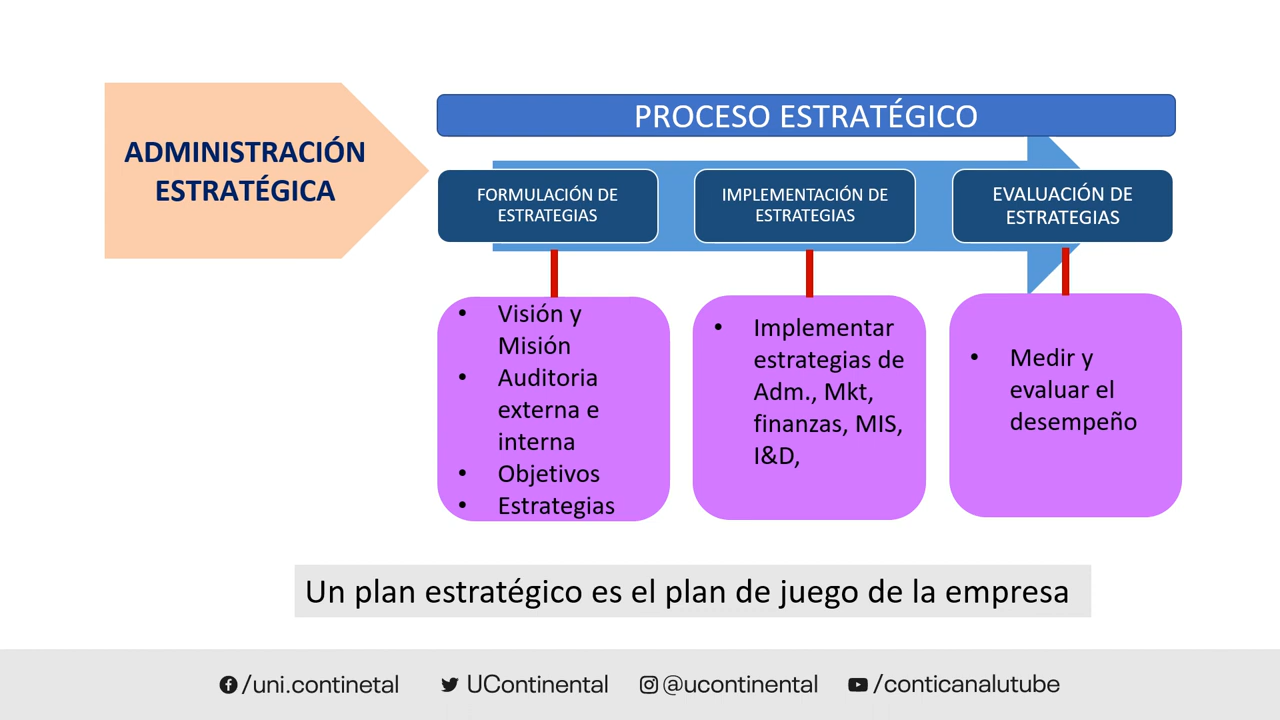 ADMINISTRACIÓN
ESTRATÉGICA
PROCESO ESTRATÉGICO
FORMULACIÓN DE
ESTRATEGIAS
IMPLEMENTACIÓN DE
ESTRATEGIAS
EVALUACIÓN DE
ESTRATEGIAS
• Visión y
Misión
• Auditoria
externa e
interna
• Objetivos
• Estrategias
• Implementar
estrategias de
Adm., Mkt,
finanzas, MIS,
I&D,
• Medir y
evaluar el
desempeño
Un plan estratégico es el plan de juego de la empresa
/uni.continetal
UContinental
@ucontinental
/conticanalutube